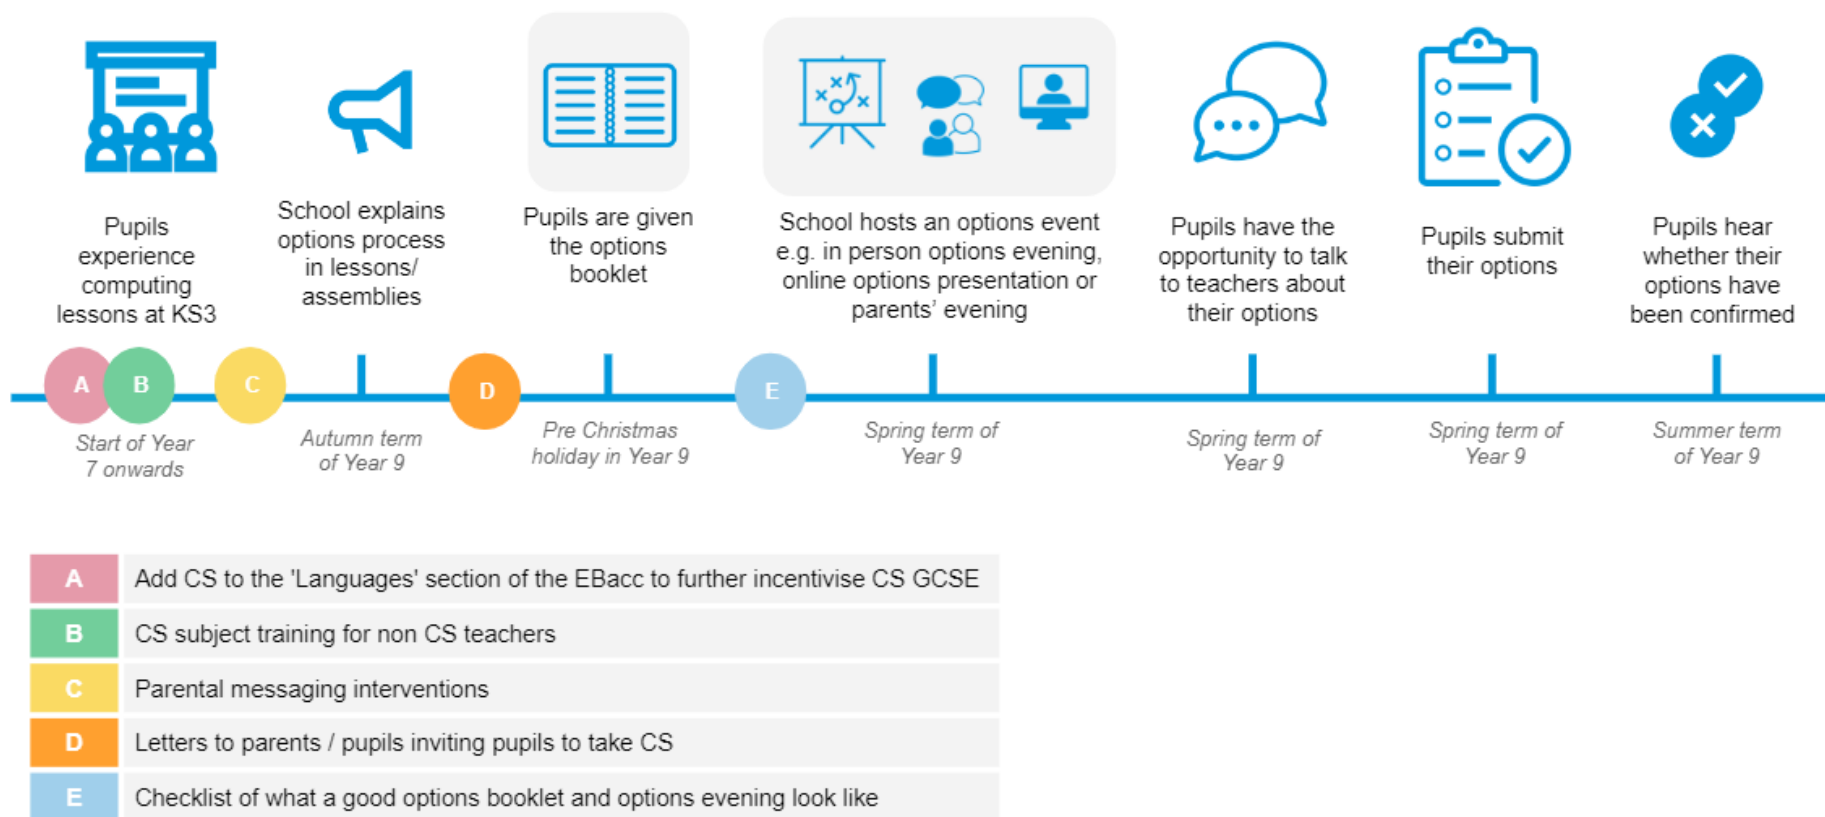 Pupils
experience
computing
lessons at KS3
School explains
options process
in lessons/
assemblies
Pupils are given
the options
booklet
School hosts an options event
e.g. in person options evening,
online options presentation or
parents’ evening
Pupils have the
opportunity to talk
to teachers about
their options
Pupils submit
their options
Pupils hear
whether their
options have
been confirmed
A
B
C
D
E
Start of Year
7 onwards
Autumn term
of Year 9
Pre Christmas
holiday in Year 9
Spring term of
Year 9
Spring term of
Year 9
Spring term of
Year 9
Summer term
of Year 9
A Add CS to the 'Languages' section of the EBacc to further incentivise CS GCSE
B CS subject training for non CS teachers
C Parental messaging interventions
D Letters to parents / pupils inviting pupils to take CS
E Checklist of what a good options booklet and options evening look like